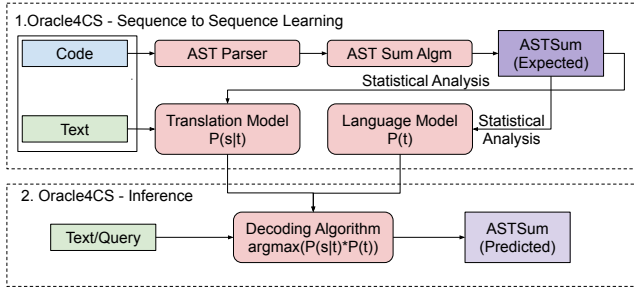 1.Oracle4CS - Sequence to Sequence Learning
Code
AST Parser
AST Sum Algm
ASTSum
(Expected)
Statistical Analysis
Text
Translation Model
P(s|t)
Language Model
P(t)
Statistical
Analysis
2. Oracle4CS - Inference
Text/Query
Decoding Algorithm
argmax(P(s|t)*P(t))
ASTSum
(Predicted)